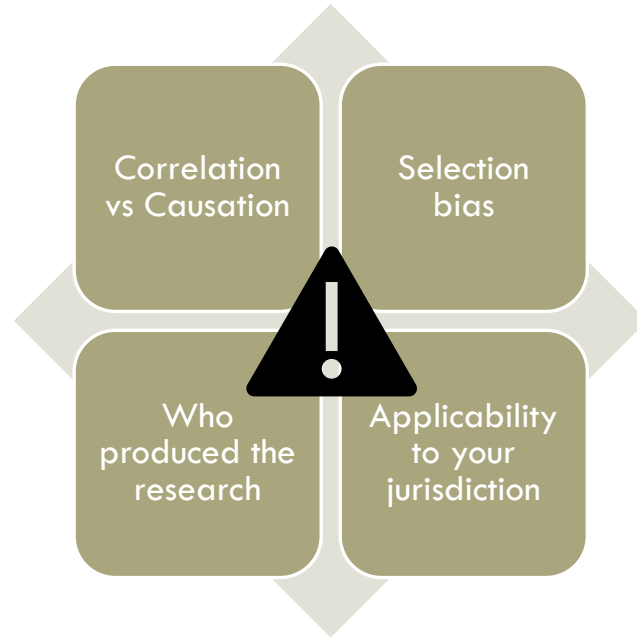 Correlation
vs Causation
Selection
bias
Who
produced the
research
Applicability
to your
jurisdiction